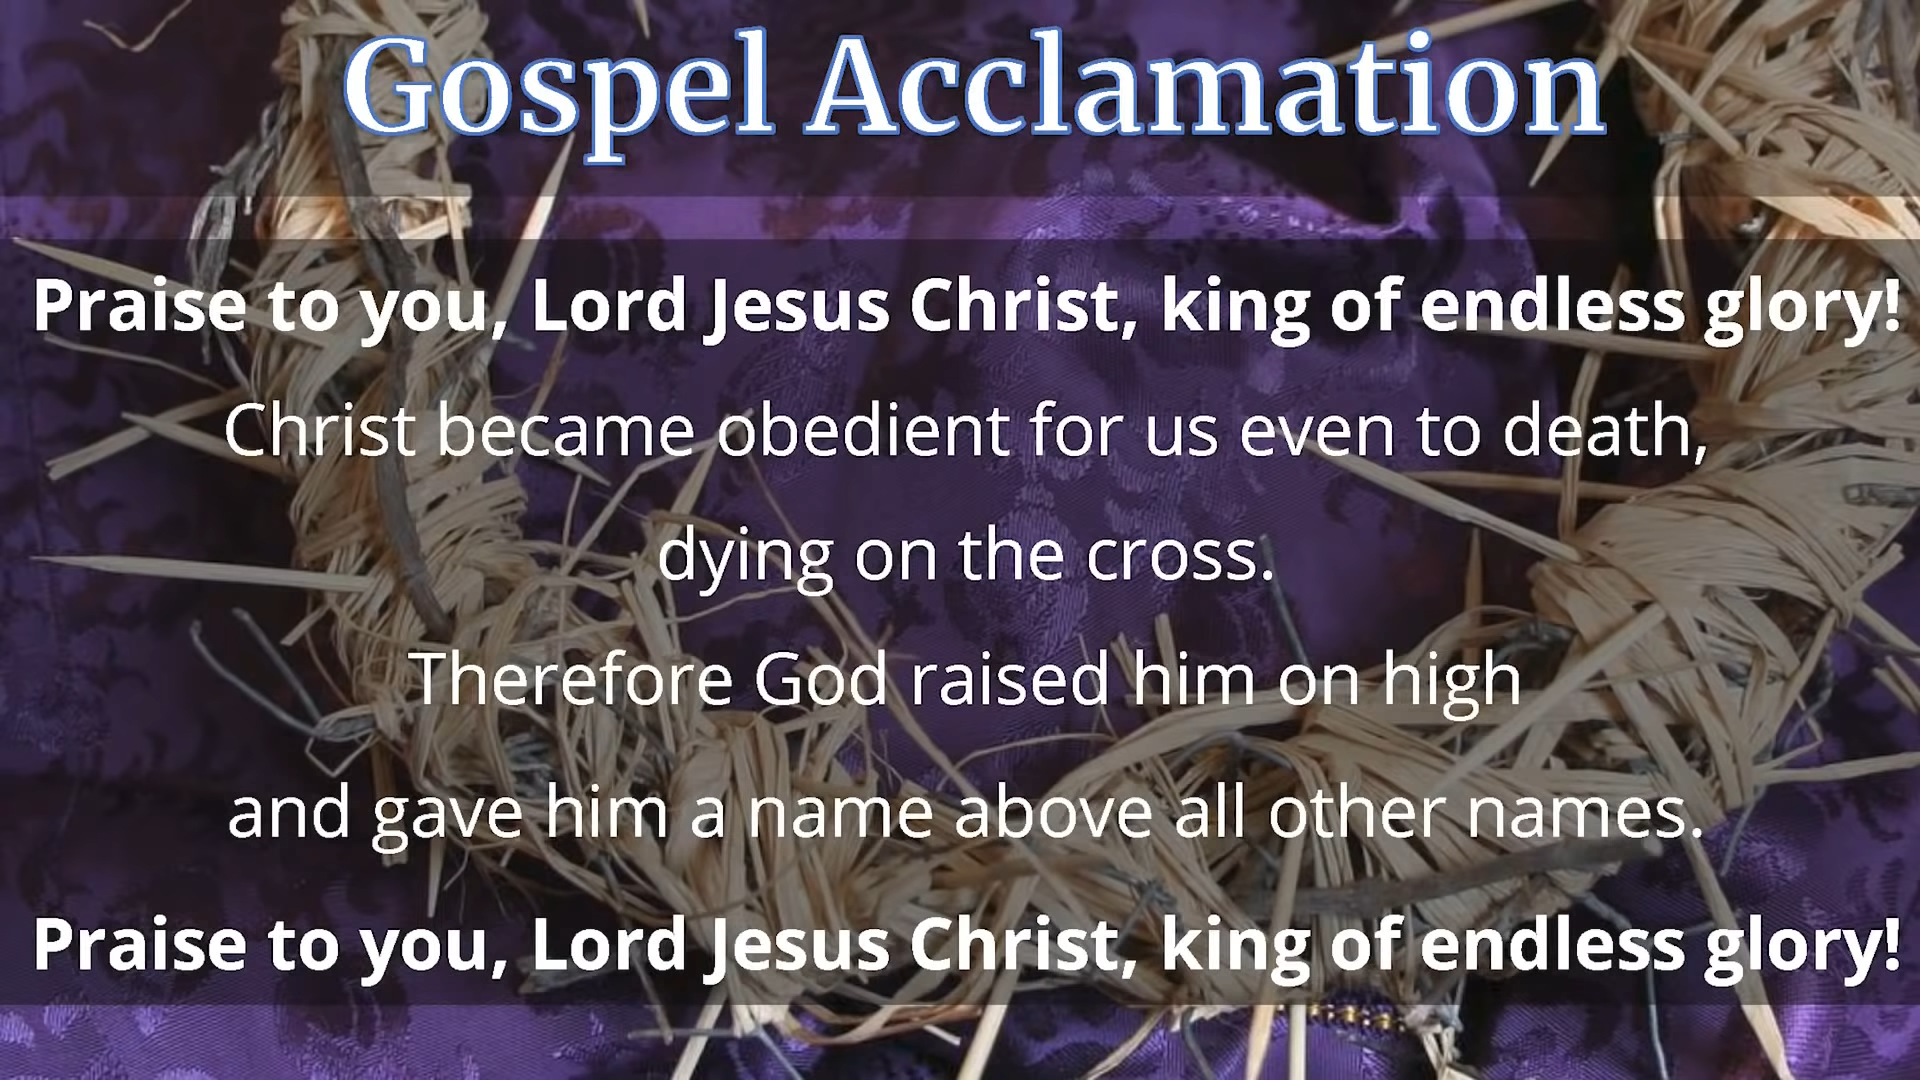 Gospel Acclamation
Praise to you, Lord Jesus Christ, king of endless glory!
Christ became obedient for us even to death,
dying on the cross.
Therefore God raised him on high
and gave him a name above all other names.
Praise to you, Lord Jesus Christ, king of endless glory!